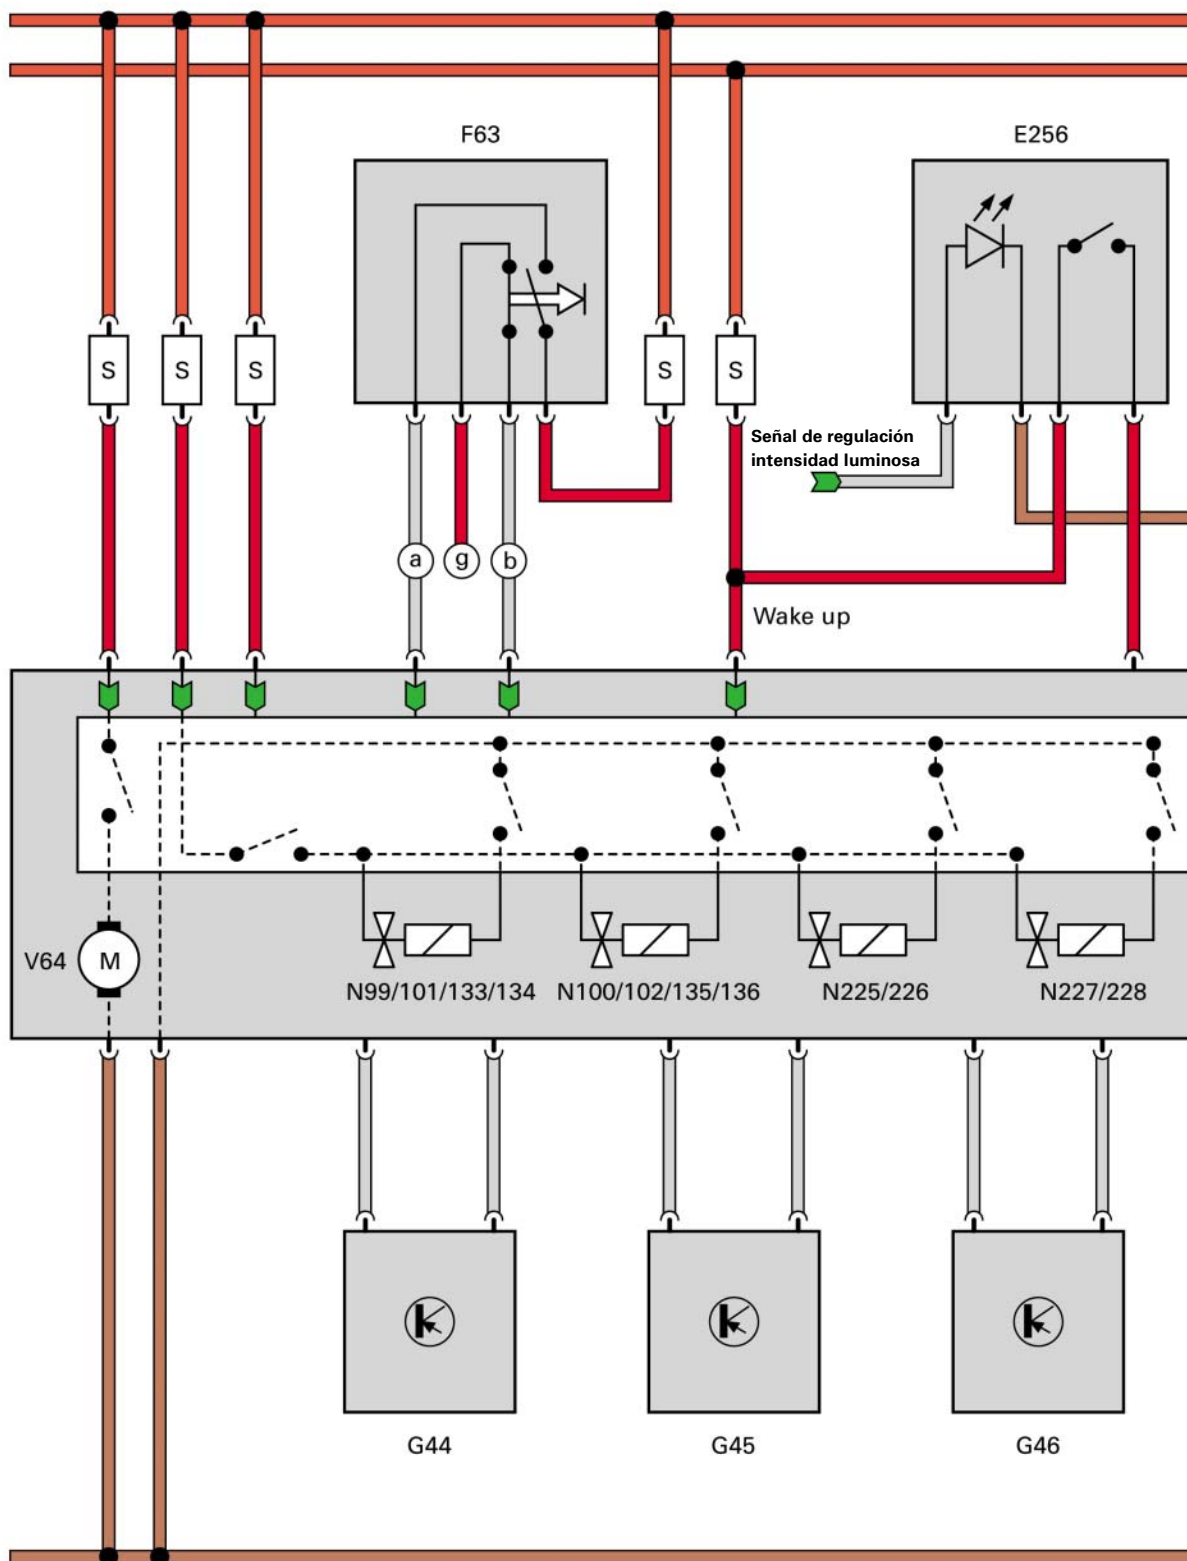 F63
E256
S
S
S
S
S
Señal de regulación
intensidad luminosa
a
g
b
Wake up
V64
M
N99/101/133/134
N100/102/135/136
N225/226
N227/228
G44
G45
G46